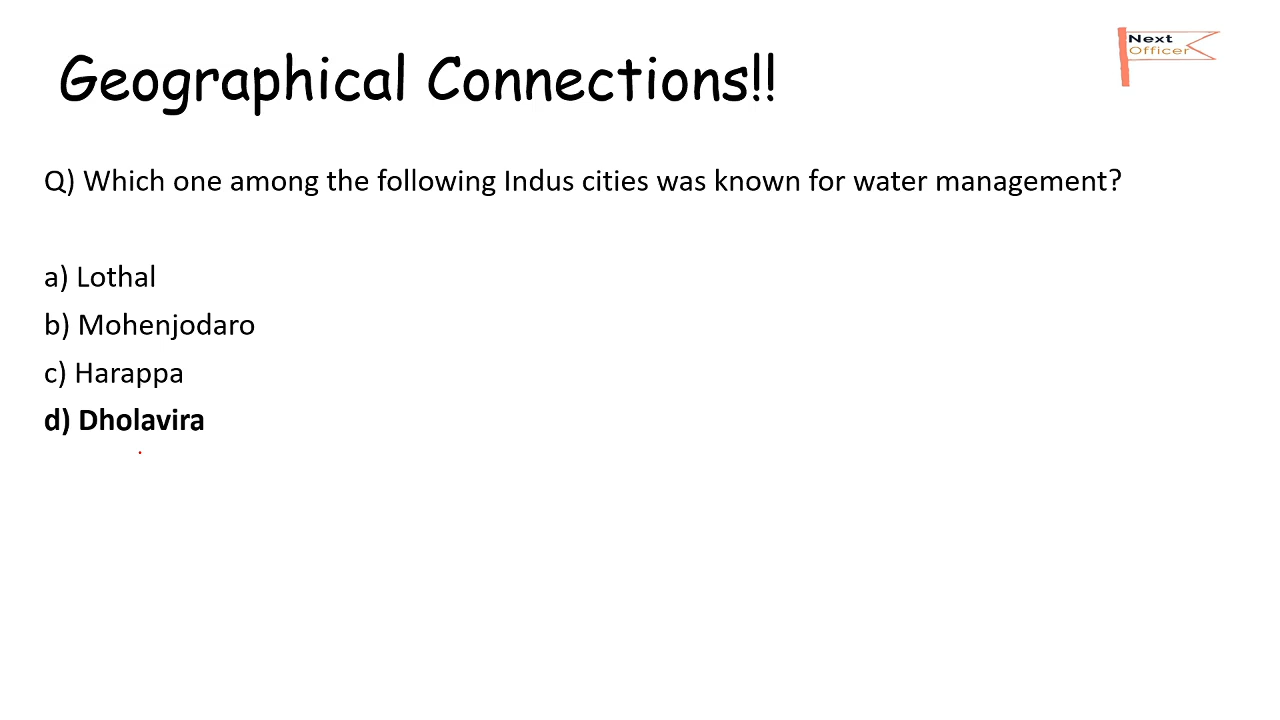 Geographical Connections!!
Next
Officer
Q) Which one among the following Indus cities was known for water management?
a) Lothal
b) Mohenjodaro
c) Harappa
d) Dholavira